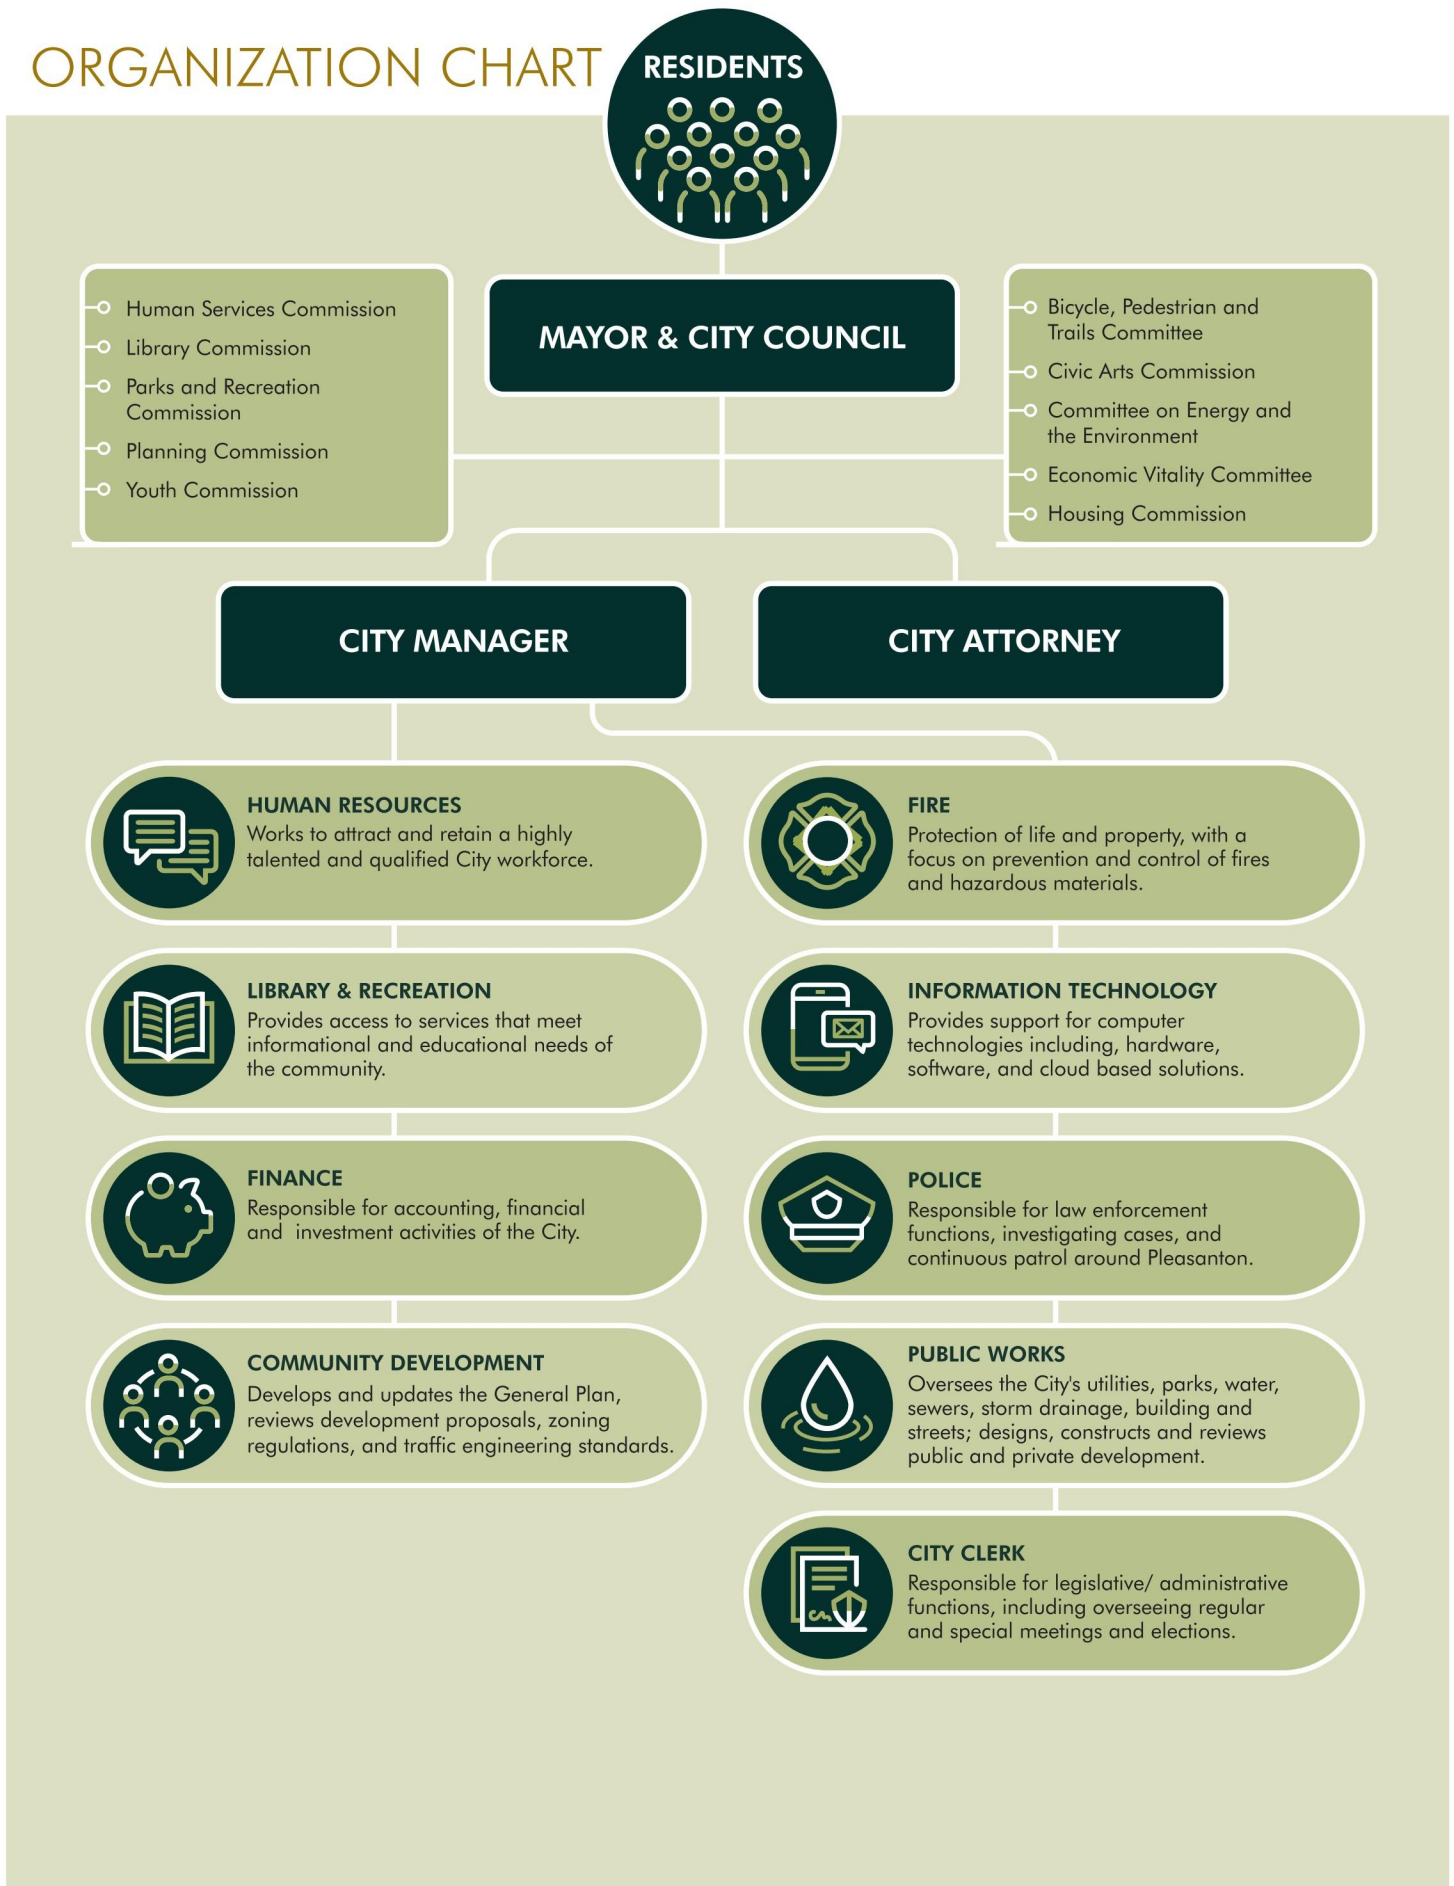 ORGANIZATION CHART
RESIDENTS
MAYOR & CITY COUNCIL
Human Services Commission
Library Commission
Parks and Recreation
Commission
Planning Commission
Youth Commission
Bicycle, Pedestrian and
Trails Committee
Civic Arts Commission
Committee on Energy and
the Environment
Economic Vitality Committee
Housing Commission
CITY MANAGER
CITY ATTORNEY
HUMAN RESOURCES
Works to attract and retain a highly
talented and qualified City workforce.
LIBRARY & RECREATION
Provides access to services that meet
informational and educational needs of
the community.
FINANCE
Responsible for accounting, financial
and  investment activities of the City.
COMMUNITY DEVELOPMENT
Develops and updates the General Plan,
reviews development proposals, zoning
regulations, and traffic engineering standards.
FIRE
Protection of life and property, with a
focus on prevention and control of fires
and hazardous materials.
INFORMATION TECHNOLOGY
Provides support for computer
technologies including, hardware,
software, and cloud based solutions.
POLICE
Responsible for law enforcement
functions, investigating cases, and
continuous patrol around Pleasanton.
PUBLIC WORKS
Oversees the City's utilities, parks, water,
sewers, storm drainage, building and
streets; designs, constructs and reviews
public and private development.
CITY CLERK
Responsible for legislative/ administrative
functions, including overseeing regular
and special meetings and elections.